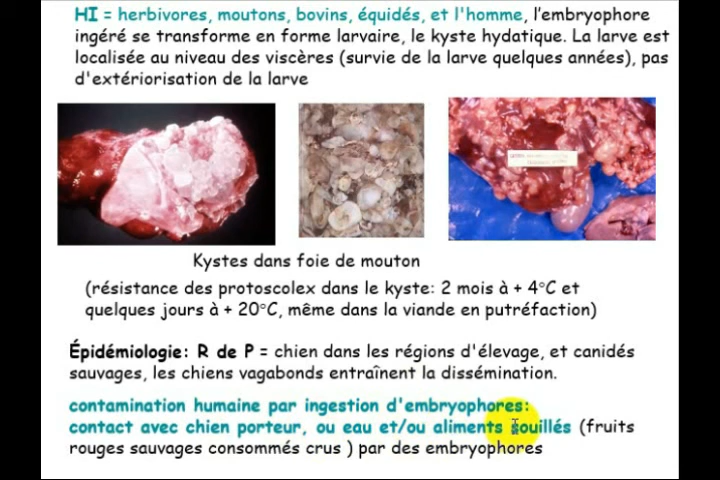 HI = herbivores, moutons, bovins, équidés, et l'homme, l'embryophore
ingéré se transforme en forme larvaire, le kyste hydatique. La larve est
localisée au niveau des viscères (survie de la larve quelques années), pas
d'extériorisation de la larve
Kystes dans foie de mouton
(résistance des protoscolex dans le kyste: 2 mois à + 4°C et
quelques jours à + 20°C, même dans la viande en putréfaction)
Épidémiologie: R de P = chien dans les régions d'élevage, et canidés
sauvages, les chiens vagabonds entraînent la dissémination.
contamination humaine par ingestion d'embryophores:
contact avec chien porteur, ou eau et/ou aliments souillés (fruits
rouges sauvages consommés crus ) par des embryophores